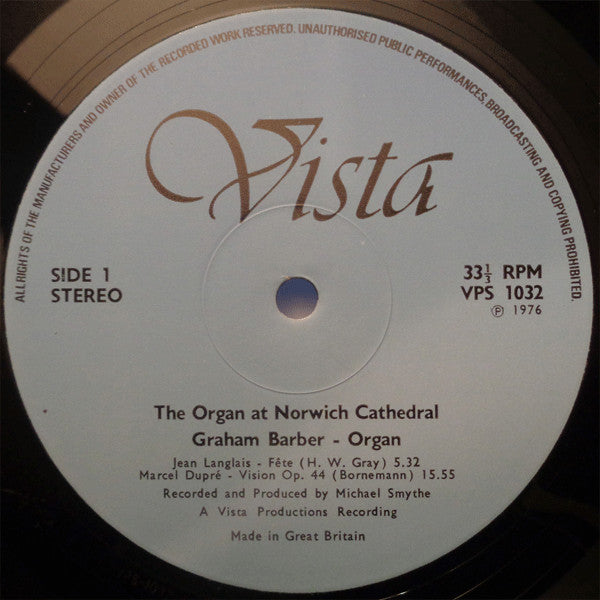 ALL RIGHTS OF THE MANUFACTURERS AND OWNER OF THE RECORDED WORK RESERVED. UNAUTHORISED PUBLIC PERFORMANCES, BROADCASTING AND COPYING PROHIBITED.
Vista
SIDE 1
STEREO
33⅓ RPM
VPS 1032
℗ 1976
The Organ at Norwich Cathedral
Graham Barber - Organ
Jean Langlais - Fête (H. W. Gray) 5.32
Marcel Dupré - Vision Op. 44 (Bornemann) 15.55
Recorded and Produced by Michael Smythe
A Vista Productions Recording
Made in Great Britain